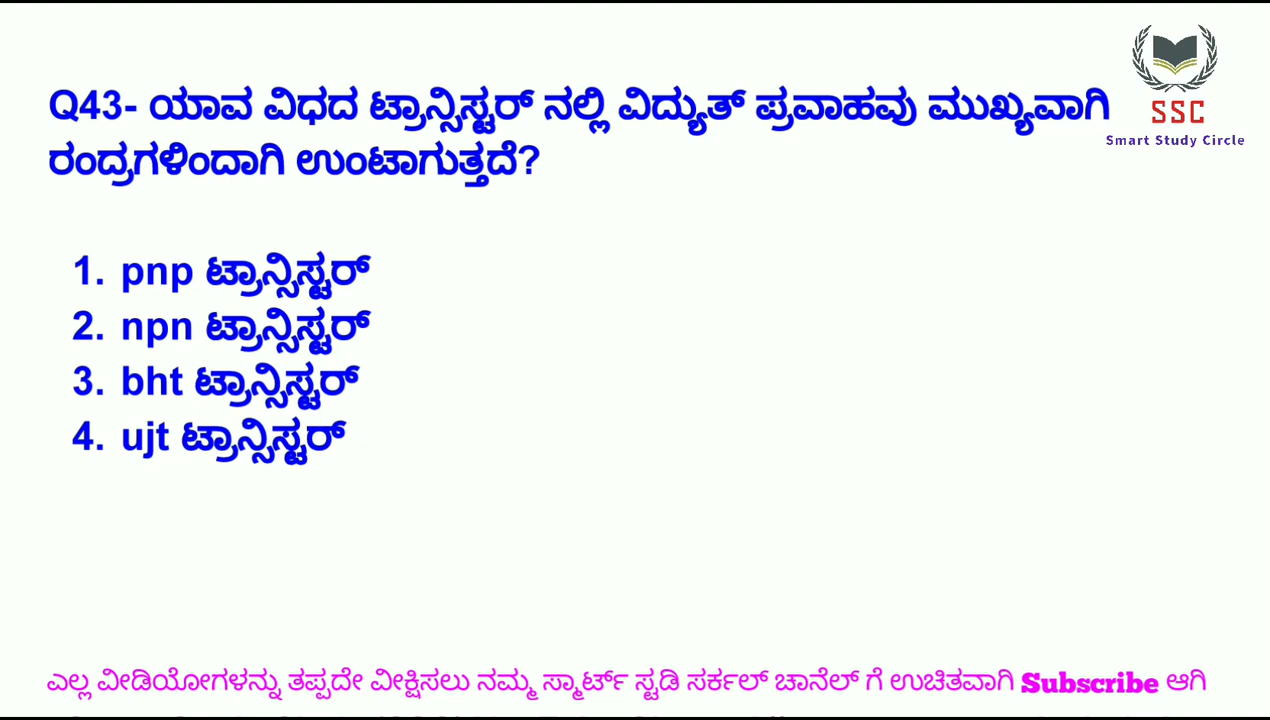 Q43- ಯಾವ ವಿಧದ ಟ್ರಾನ್ಸಿಸ್ಟರ್ ನಲ್ಲಿ ವಿದ್ಯುತ್ ಪ್ರವಾಹವು ಮುಖ್ಯವಾಗಿ
ರಂದ್ರಗಳಿಂದಾಗಿ ಉಂಟಾಗುತ್ತದೆ?
SSC
Smart Study Circle
1. pnp ಟ್ರಾನ್ಸಿಸ್ಟರ್
2. npn ಟ್ರಾನ್ಸಿಸ್ಟರ್
3. bht ಟ್ರಾನ್ಸಿಸ್ಟರ್
4. ujt ಟ್ರಾನ್ಸಿಸ್ಟರ್
ಎಲ್ಲ ವೀಡಿಯೋಗಳನ್ನು ತಪ್ಪದೇ ವೀಕ್ಷಿಸಲು ನಮ್ಮ ಸ್ಮಾರ್ಟ್ ಸ್ಟಡಿ ಸರ್ಕಲ್ ಚಾನೆಲ್ ಗೆ ಉಚಿತವಾಗಿ Subscribe ಆಗಿ